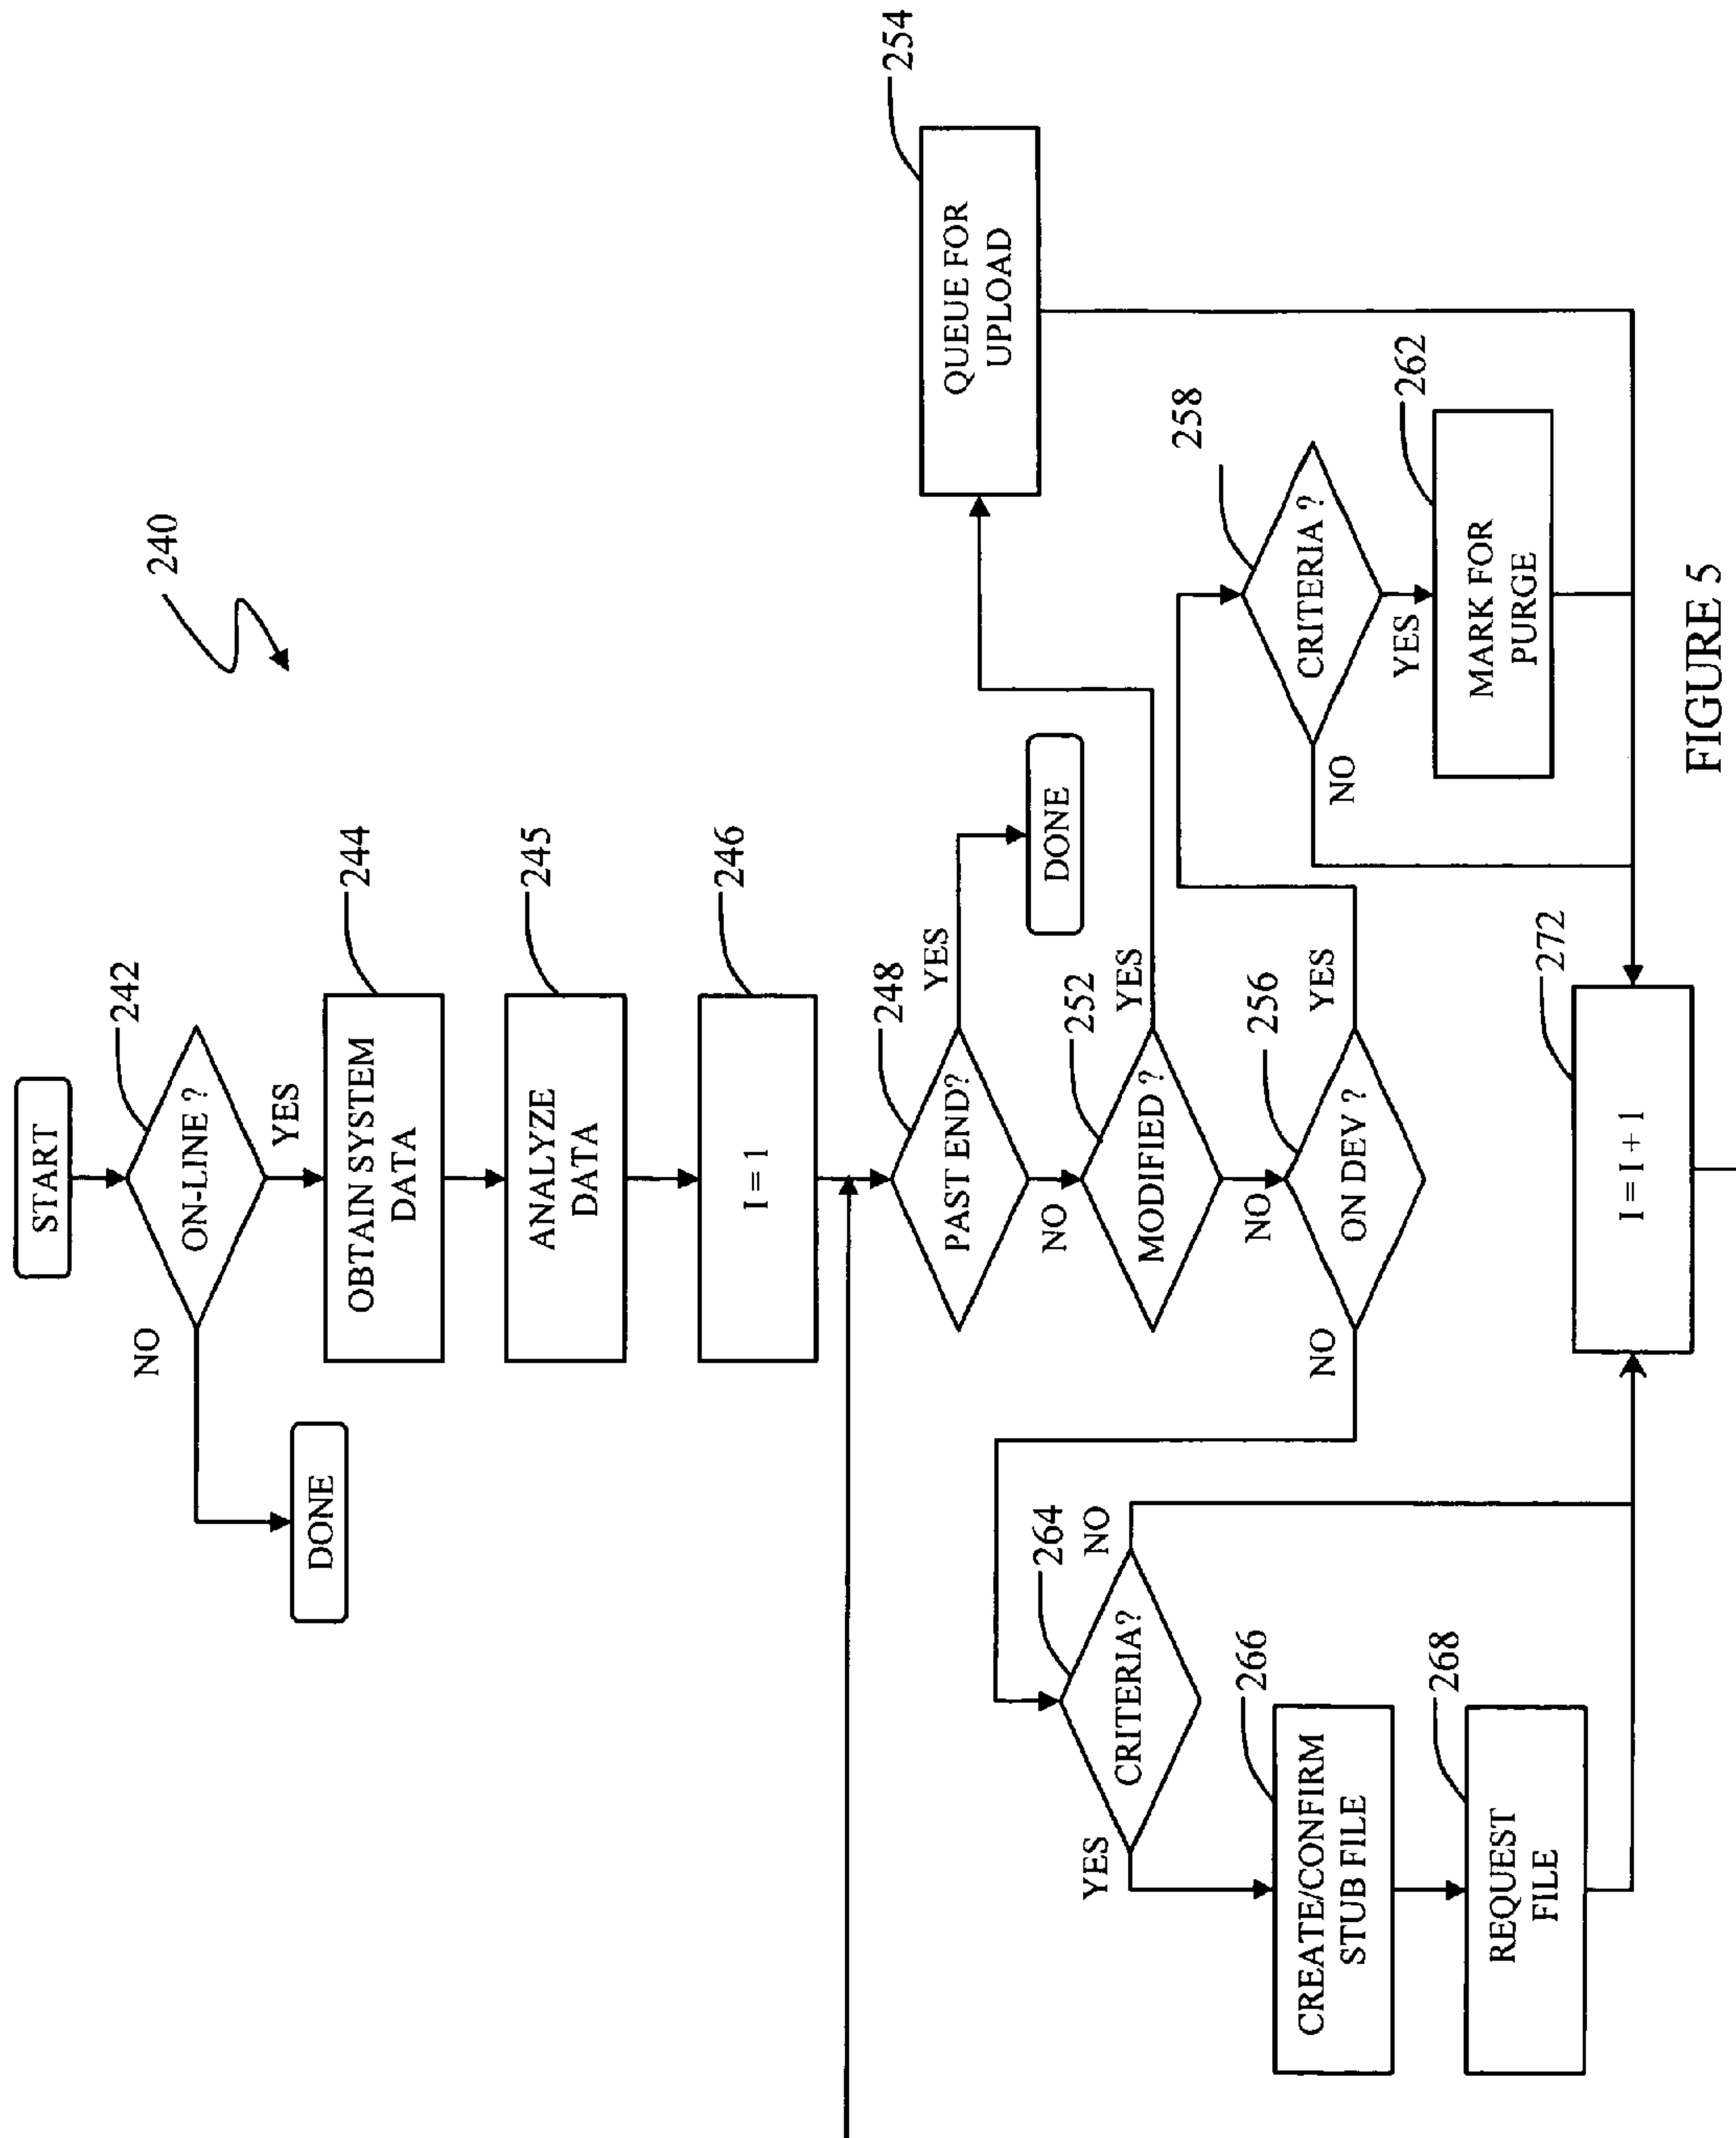 240
START
242
ON-LINE ?
NO
YES
DONE
244
OBTAIN SYSTEM
DATA
245
ANALYZE
DATA
246
I = 1
248
PAST END?
YES
NO
DONE
252
MODIFIED ?
YES
NO
254
QUEUE FOR
UPLOAD
256
ON DEV ?
YES
NO
258
CRITERIA ?
NO
YES
262
MARK FOR
PURGE
264
CRITERIA?
NO
YES
266
CREATE/CONFIRM
STUB FILE
268
REQUEST
FILE
272
I = I + 1
FIGURE 5